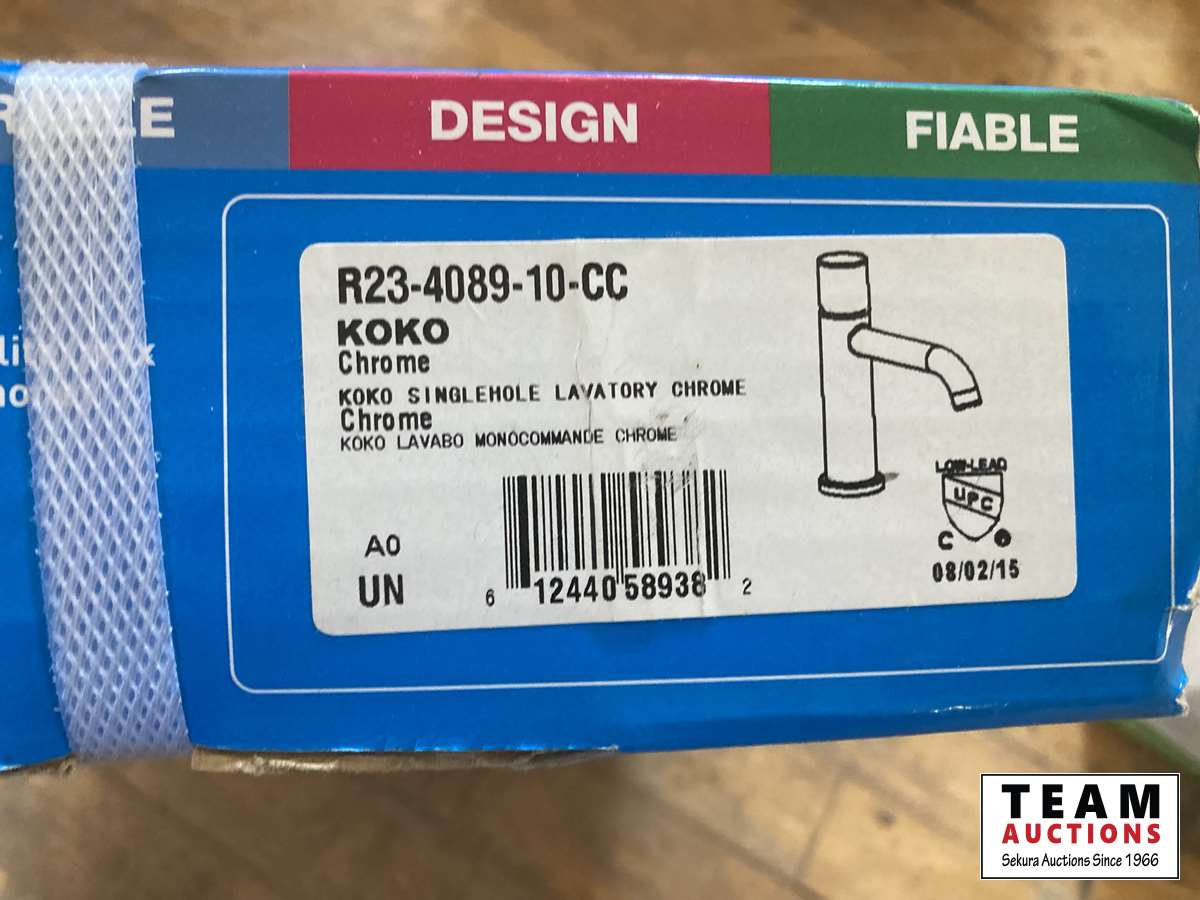 DESIGN
FIABLE
R23-4089-10-CC
KOKO
Chrome
KOKO SINGLEHOLE LAVATORY CHROME
Chrome
KOKO LAVABO MONOCOMMANDE CHROME
LOW-LEAD
UPC
C
A0
08/02/15
UN
6 12440 58938 2
TEAM
AUCTIONS
Sekura Auctions Since 1966